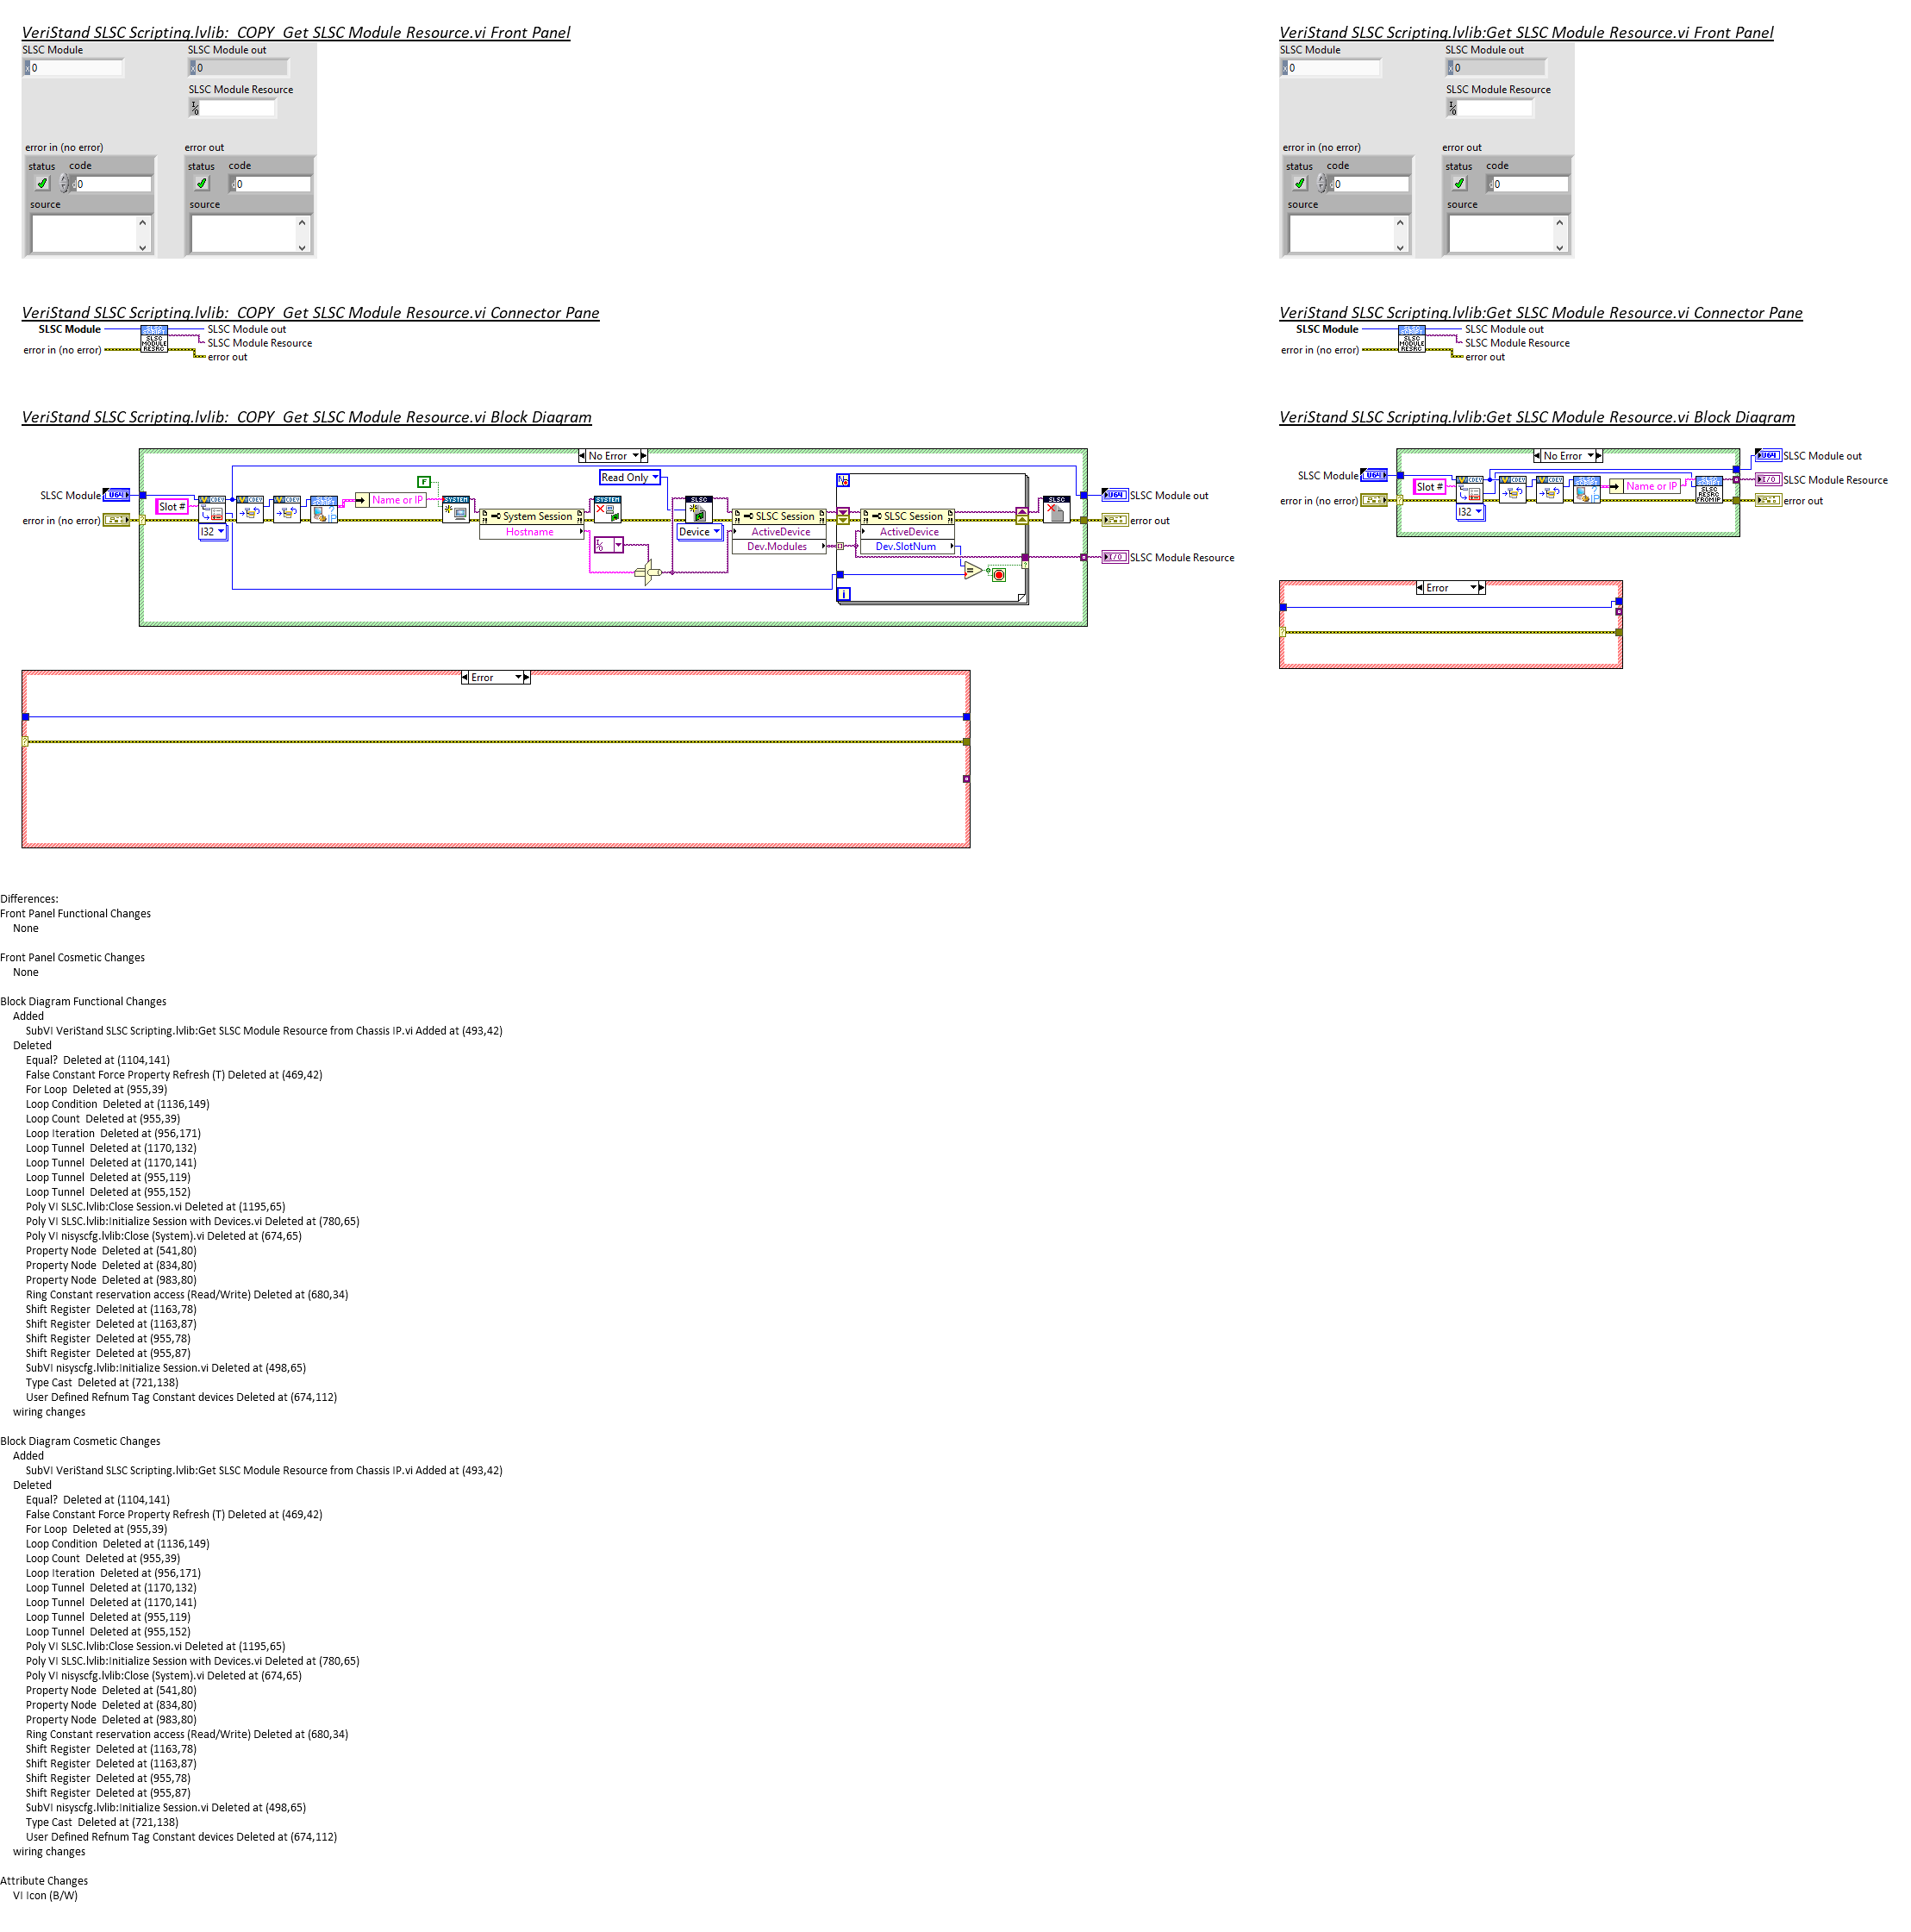 VeriStand SLSC Scripting.lvlib:  COPY  Get SLSC Module Resource.vi Front Panel
SLSC Module
SLSC Module out
0
0
SLSC Module Resource
error in (no error)
error out
status
code
status
code
0
0
source
source
VeriStand SLSC Scripting.lvlib:Get SLSC Module Resource.vi Front Panel
SLSC Module
SLSC Module out
0
0
SLSC Module Resource
error in (no error)
error out
status
code
status
code
0
0
source
source
VeriStand SLSC Scripting.lvlib:  COPY  Get SLSC Module Resource.vi Connector Pane
SLSC Module
SLSC Module out
SLSC Module Resource
error in (no error)
error out
SLSC
MODULE
RESRC
VeriStand SLSC Scripting.lvlib:Get SLSC Module Resource.vi Connector Pane
SLSC Module
SLSC Module out
SLSC Module Resource
error in (no error)
error out
SLSC
MODULE
RESRC
VeriStand SLSC Scripting.lvlib:  COPY  Get SLSC Module Resource.vi Block Diagram
No Error
Read Only
F
SLSC Module
U64
Slot #
Name or IP
SYSTEM
SYSTEM
SLSC
SLSC
U64
SLSC Module out
error in (no error)
System Session
SLSC Session
SLSC Session
error out
I32
Hostname
Device
ActiveDevice
ActiveDevice
Dev.Modules
Dev.SlotNum
I/O
SLSC Module Resource
N
i
Error
VeriStand SLSC Scripting.lvlib:Get SLSC Module Resource.vi Block Diagram
No Error
U64
SLSC Module out
SLSC Module
U64
Slot #
Name or IP
I/O
SLSC Module Resource
error in (no error)
SLSC
RESRC
FROMIP
error out
I32
Error
Differences:
Front Panel Functional Changes
None
Front Panel Cosmetic Changes
None
Block Diagram Functional Changes
Added
SubVI VeriStand SLSC Scripting.lvlib:Get SLSC Module Resource from Chassis IP.vi Added at (493,42)
Deleted
Equal?  Deleted at (1104,141)
False Constant Force Property Refresh (T) Deleted at (469,42)
For Loop  Deleted at (955,39)
Loop Condition  Deleted at (1136,149)
Loop Count  Deleted at (955,39)
Loop Iteration  Deleted at (956,171)
Loop Tunnel  Deleted at (1170,132)
Loop Tunnel  Deleted at (1170,141)
Loop Tunnel  Deleted at (955,119)
Loop Tunnel  Deleted at (955,152)
Poly VI SLSC.lvlib:Close Session.vi Deleted at (1195,65)
Poly VI SLSC.lvlib:Initialize Session with Devices.vi Deleted at (780,65)
Poly VI nisyscfg.lvlib:Close (System).vi Deleted at (674,65)
Property Node  Deleted at (541,80)
Property Node  Deleted at (834,80)
Property Node  Deleted at (983,80)
Ring Constant reservation access (Read/Write) Deleted at (680,34)
Shift Register  Deleted at (1163,78)
Shift Register  Deleted at (1163,87)
Shift Register  Deleted at (955,78)
Shift Register  Deleted at (955,87)
SubVI nisyscfg.lvlib:Initialize Session.vi Deleted at (498,65)
Type Cast  Deleted at (721,138)
User Defined Refnum Tag Constant devices Deleted at (674,112)
wiring changes
Block Diagram Cosmetic Changes
Added
SubVI VeriStand SLSC Scripting.lvlib:Get SLSC Module Resource from Chassis IP.vi Added at (493,42)
Deleted
Equal?  Deleted at (1104,141)
False Constant Force Property Refresh (T) Deleted at (469,42)
For Loop  Deleted at (955,39)
Loop Condition  Deleted at (1136,149)
Loop Count  Deleted at (955,39)
Loop Iteration  Deleted at (956,171)
Loop Tunnel  Deleted at (1170,132)
Loop Tunnel  Deleted at (1170,141)
Loop Tunnel  Deleted at (955,119)
Loop Tunnel  Deleted at (955,152)
Poly VI SLSC.lvlib:Close Session.vi Deleted at (1195,65)
Poly VI SLSC.lvlib:Initialize Session with Devices.vi Deleted at (780,65)
Poly VI nisyscfg.lvlib:Close (System).vi Deleted at (674,65)
Property Node  Deleted at (541,80)
Property Node  Deleted at (834,80)
Property Node  Deleted at (983,80)
Ring Constant reservation access (Read/Write) Deleted at (680,34)
Shift Register  Deleted at (1163,78)
Shift Register  Deleted at (1163,87)
Shift Register  Deleted at (955,78)
Shift Register  Deleted at (955,87)
SubVI nisyscfg.lvlib:Initialize Session.vi Deleted at (498,65)
Type Cast  Deleted at (721,138)
User Defined Refnum Tag Constant devices Deleted at (674,112)
wiring changes
Attribute Changes
VI Icon (B/W)